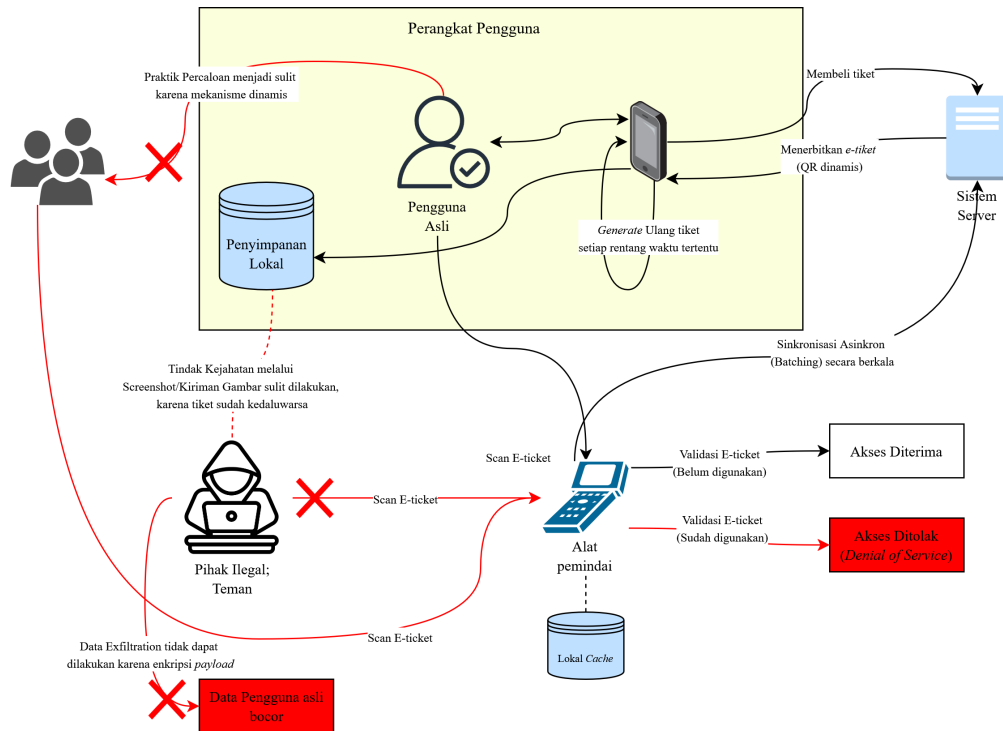 Perangkat Pengguna
Praktik Percaloan menjadi sulit
karena mekanisme dinamis
Membeli tiket
Menerbitkan e-tiket
(QR dinamis)
Sistem
Server
Pengguna
Asli
Penyimpanan
Lokal
Generate Ulang tiket
setiap rentang waktu tertentu
Sinkronisasi Asinkron
(Batching) secara berkala
Tindak Kejahatan melalui
Screenshot/Kiriman Gambar sulit dilakukan,
karena tiket sudah kedaluwarsa
Scan E-ticket
Validasi E-ticket
(Belum digunakan)
Akses Diterima
Scan E-ticket
Validasi E-ticket
(Sudah digunakan)
Akses Ditolak
(Denial of Service)
Alat
pemindai
Pihak Ilegal;
Teman
Scan E-ticket
Lokal Cache
Data Exfiltration tidak dapat
dilakukan karena enkripsi payload
Data Pengguna asli
bocor